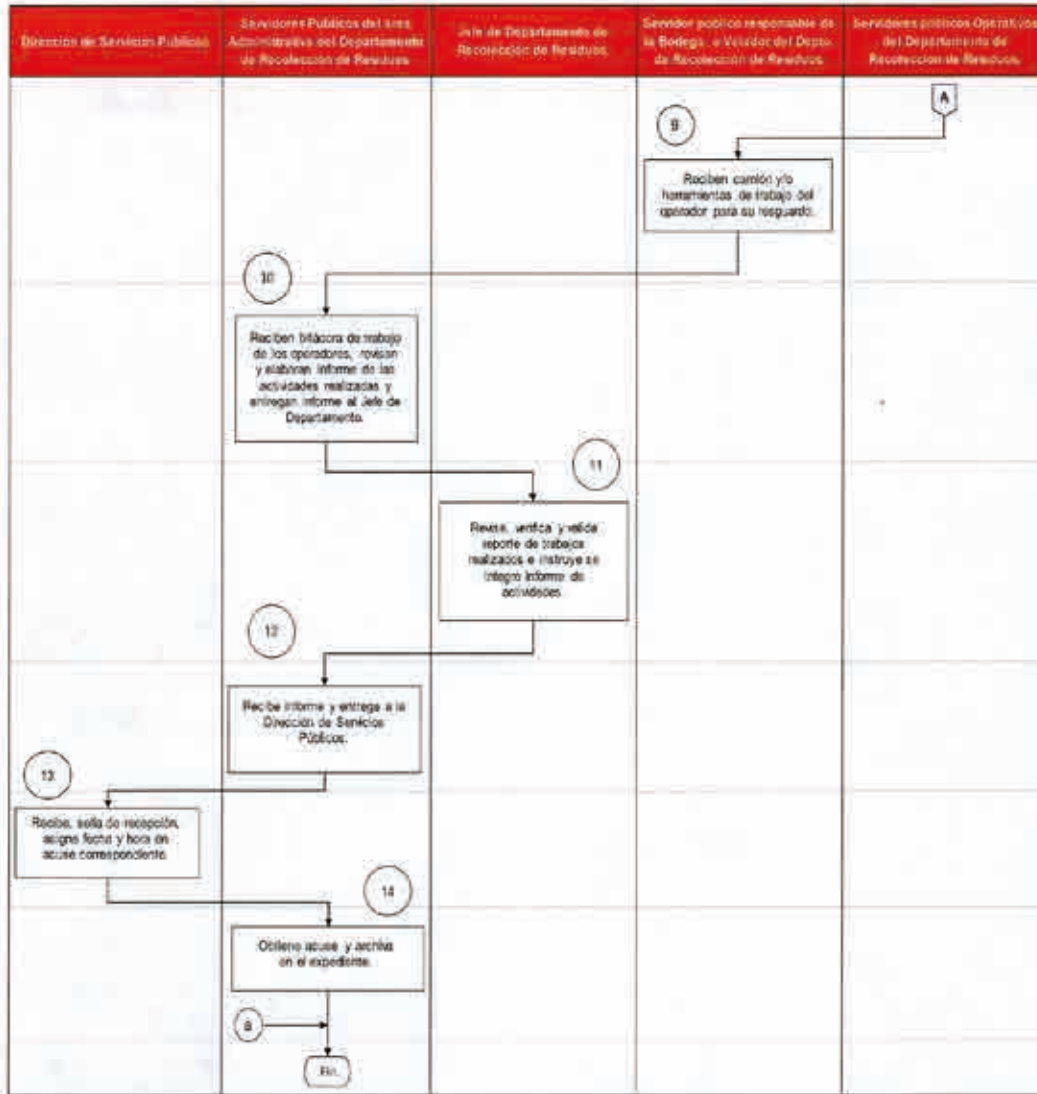 Dirección de Servicios Públicos
Servidores Públicos del área
Administrativa del Departamento
de Recolección de Residuos
Jefe de Departamento de
Recolección de Residuos.
Servidor público responsable de
la Bodega o Velador del Depto.
de Recolección de Residuos.
Servidores públicos Operativos
del Departamento de
Recolección de Residuos.
A
9
Reciben camión y/o
herramientas de trabajo del
operador para su resguardo.
10
Reciben bitácora de trabajo
de los operadores, revisan
y elaboran informe de las
actividades realizadas y
entregan informe al Jefe de
Departamento.
11
Revisa, verifica y valida
reporte de trabajos
realizados e instruye se
integre informe de
actividades.
12
Recibe informe y entrega a la
Dirección de Servicios
Públicos.
13
Recibe, sella de recepción,
asigna fecha y hora en
acuse correspondiente.
14
Obtiene acuse y archiva
en el expediente.
Fin.